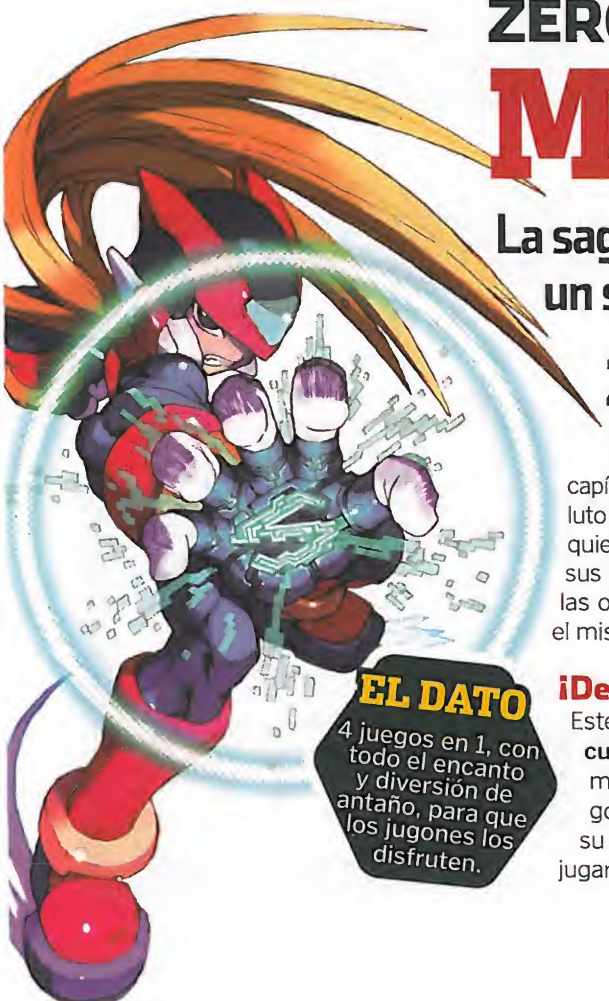 ZERO
M
La sag
un s
EL DATO
4 juegos en 1, con
todo el encanto
y diversión de
antaño, para que
los jugones los
disfruten.
capí
luto
quie
sus
las o
el mis
¡De
Este
cu
m
go
su
jugar